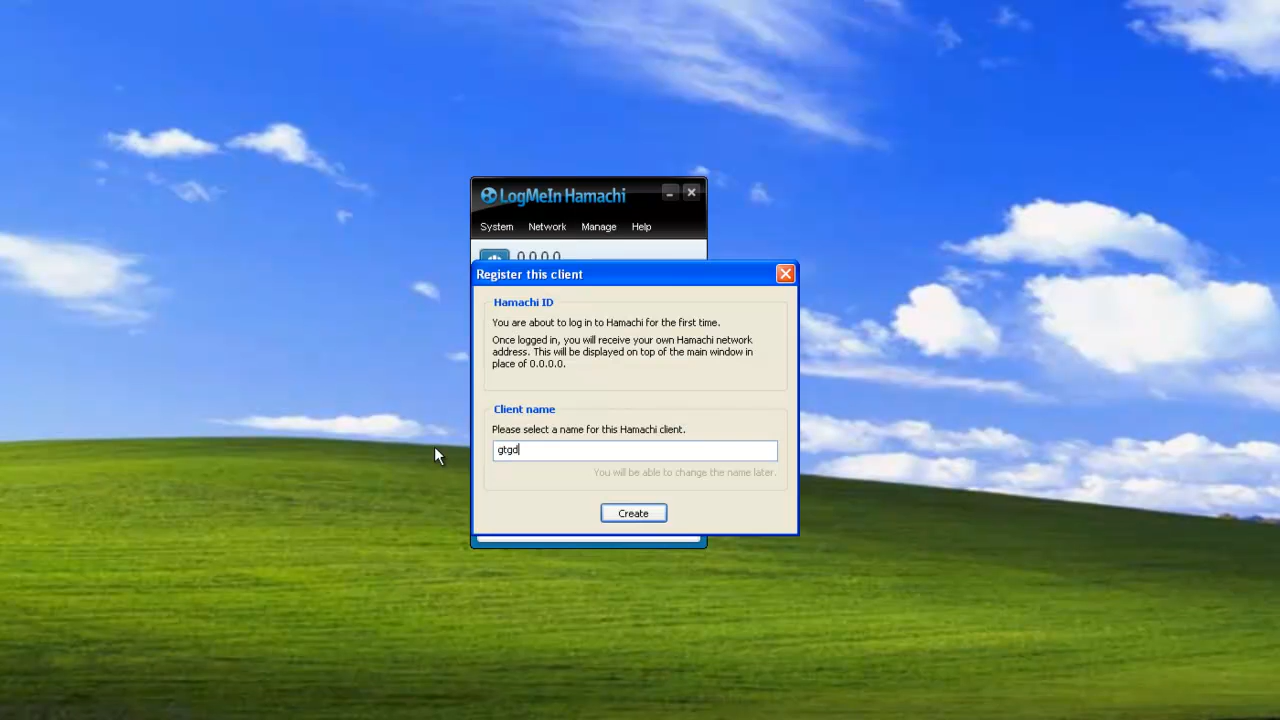 LogMeIn Hamachi
System Network Manage Help
0.0.0.0
Register this client
Hamachi ID
You are about to log in to Hamachi for the first time.
Once logged in, you will receive your own Hamachi network
address. This will be displayed on top of the main window in
place of 0.0.0.0.
Client name
Please select a name for this Hamachi client.
gtgd
You will be able to change the name later.
Create